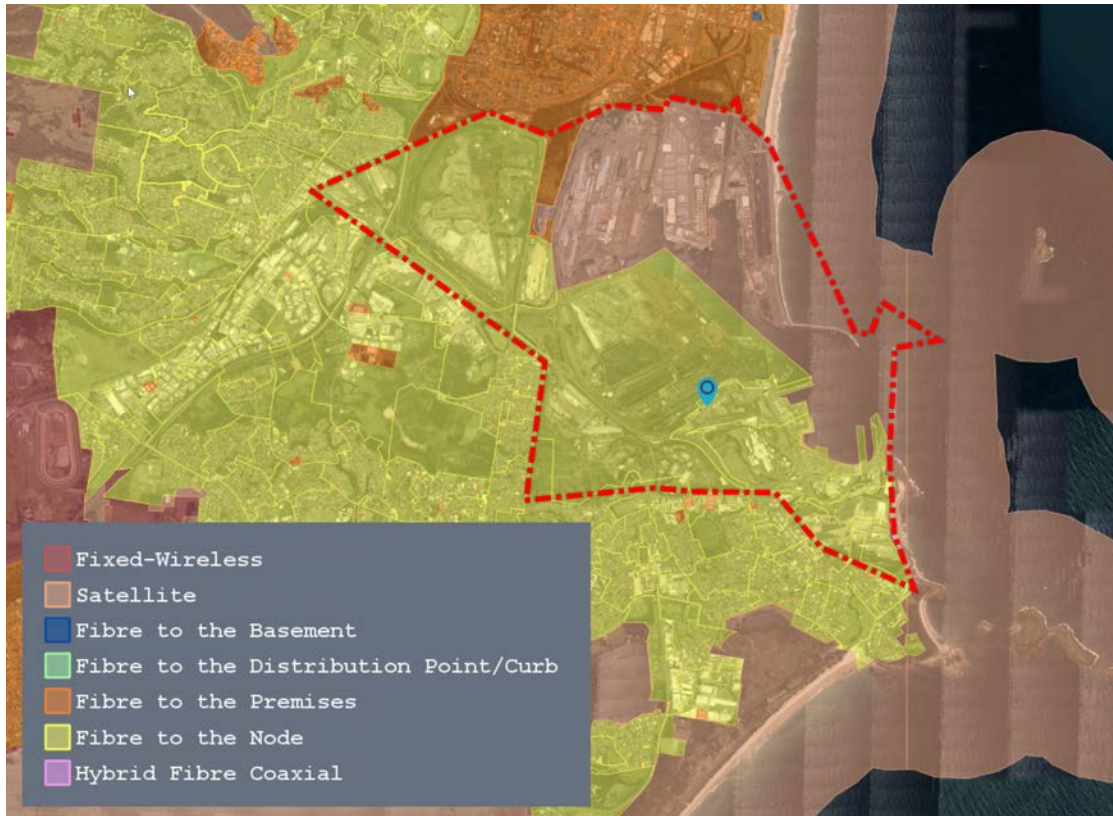 Fixed-Wireless
Satellite
Fibre to the Basement
Fibre to the Distribution Point/Curb
Fibre to the Premises
Fibre to the Node
Hybrid Fibre Coaxial